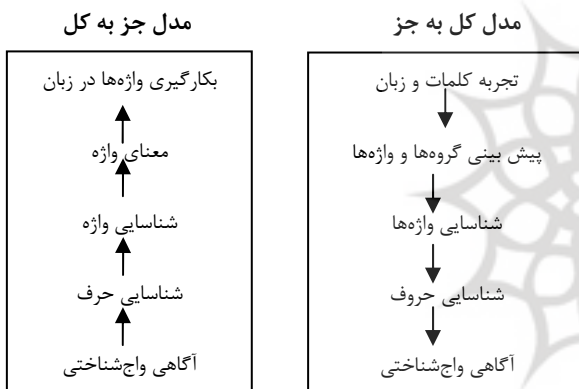 مدل کل به جز
تجربه کلمات و زبان
پیش بینی گروه‌ها و واژه‌ها
شناسایی واژه‌ها
شناسایی حروف
آگاهی واج‌شناختی
مدل جز به کل
بکارگیری واژه‌ها در زبان
معنای واژه
شناسایی واژه
شناسایی حرف
آگاهی واج‌شناختی